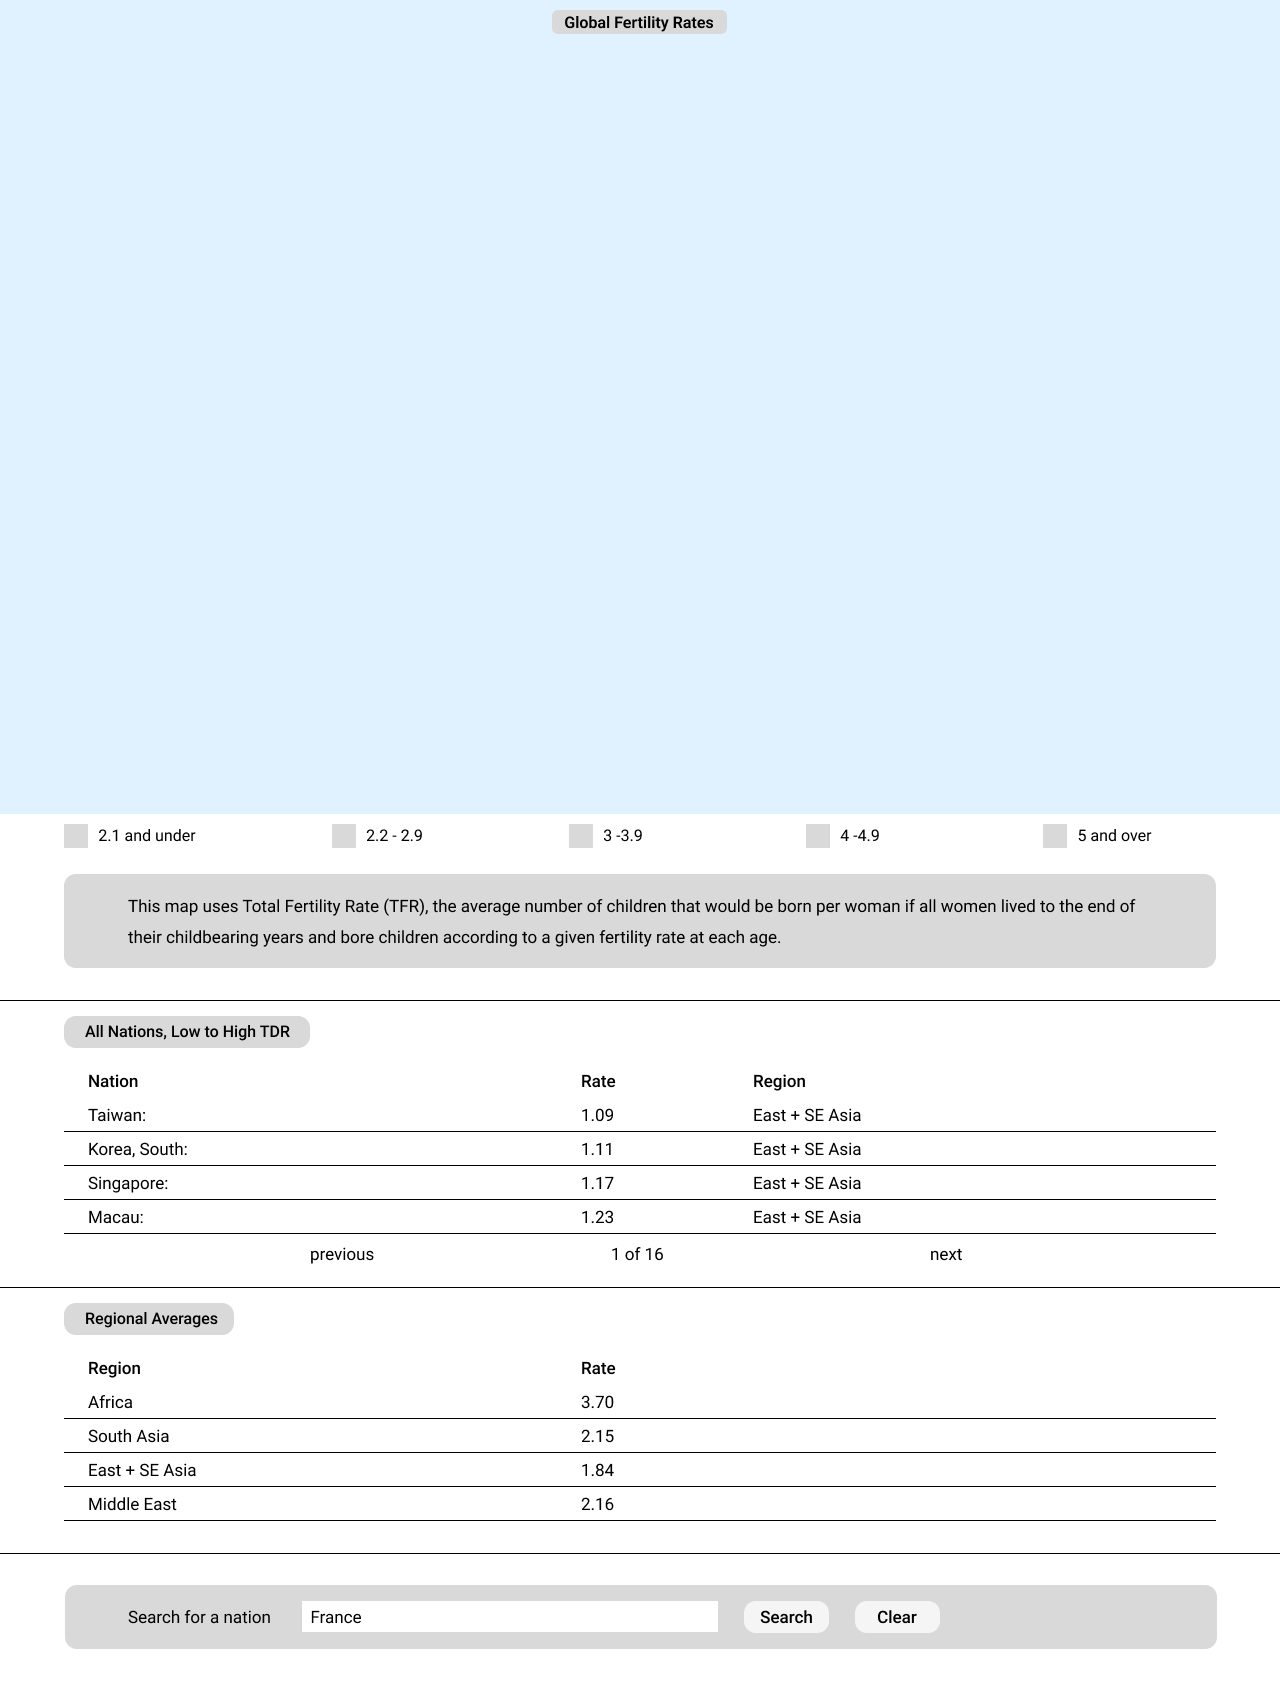 Global Fertility Rates
2.1 and under 2.2 - 2.9 3 -3.9 4 -4.9 5 and over
This map uses Total Fertility Rate (TFR), the average number of children that would be born per woman if all women lived to the end of
their childbearing years and bore children according to a given fertility rate at each age.
All Nations, Low to High TDR
Nation Rate Region
Taiwan: 1.09 East + SE Asia
Korea, South: 1.11 East + SE Asia
Singapore: 1.17 East + SE Asia
Macau: 1.23 East + SE Asia
previous 1 of 16 next
Regional Averages
Region Rate
Africa 3.70
South Asia 2.15
East + SE Asia 1.84
Middle East 2.16
Search for a nation France Search Clear